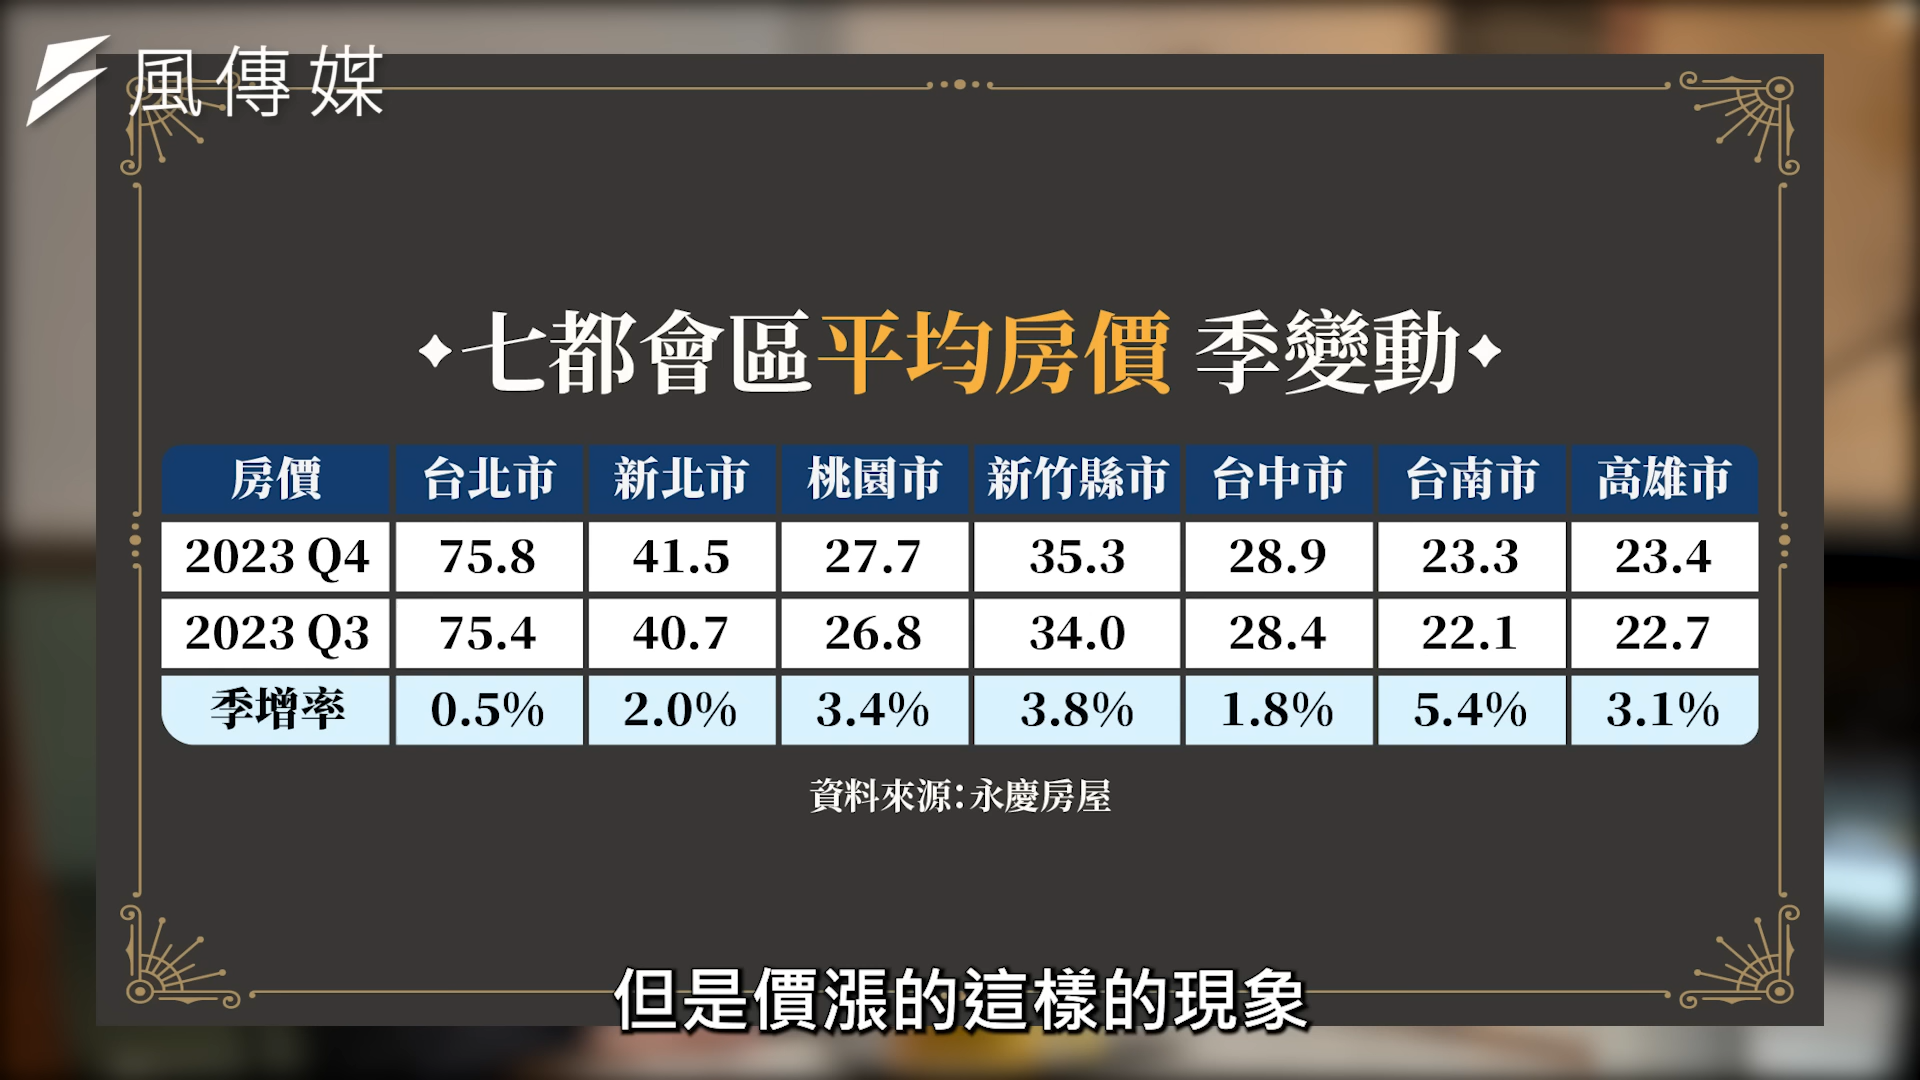 風傳媒
七都會區平均房價 季變動
房價 台北市 新北市 桃園市 新竹縣市 台中市 台南市 高雄市
2023 Q4 75.8 41.5 27.7 35.3 28.9 23.3 23.4
2023 Q3 75.4 40.7 26.8 34.0 28.4 22.1 22.7
季增率 0.5% 2.0% 3.4% 3.8% 1.8% 5.4% 3.1%
資料來源：永慶房屋
但是價漲的這樣的現象